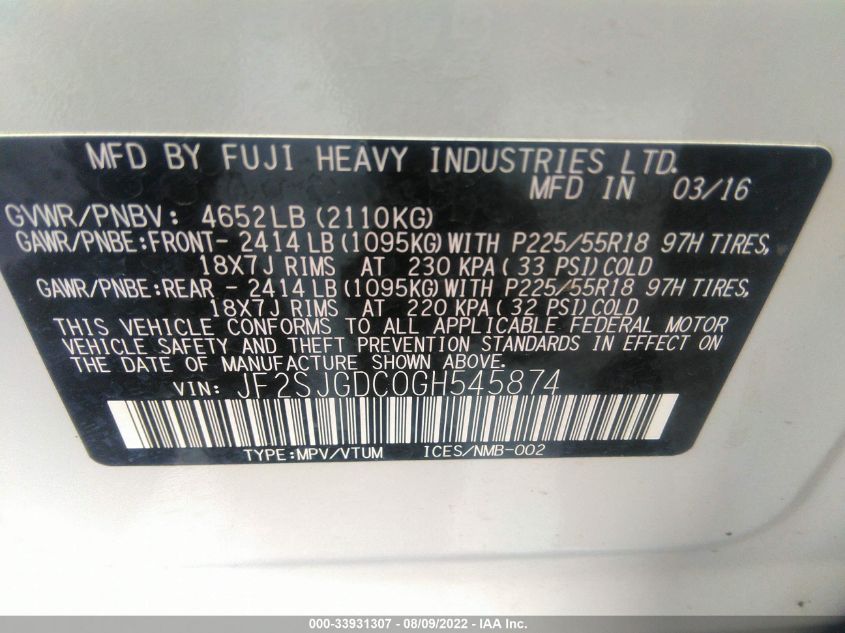 MFD BY FUJI HEAVY INDUSTRIES LTD.
MFD IN 03/16
GVWR/PNBV: 4652LB (2110KG)
GAWR/PNBE:FRONT- 2414 LB (1095KG) WITH P225/55R18 97H TIRES,
18X7J RIMS AT 230 KPA ( 33 PSI) COLD
GAWR/PNBE:REAR - 2414 LB (1095KG) WITH P225/55R18 97H TIRES,
18X7J RIMS AT 220 KPA ( 32 PSI) COLD
THIS VEHICLE CONFORMS TO ALL APPLICABLE FEDERAL MOTOR
VEHICLE SAFETY AND THEFT PREVENTION STANDARDS IN EFFECT ON
THE DATE OF MANUFACTURE SHOWN ABOVE.
VIN: JF2SJGDC0GH545874
TYPE:MPV/VTUM ICES/NMB-002
000-33931307 - 08/09/2022 - IAA Inc.